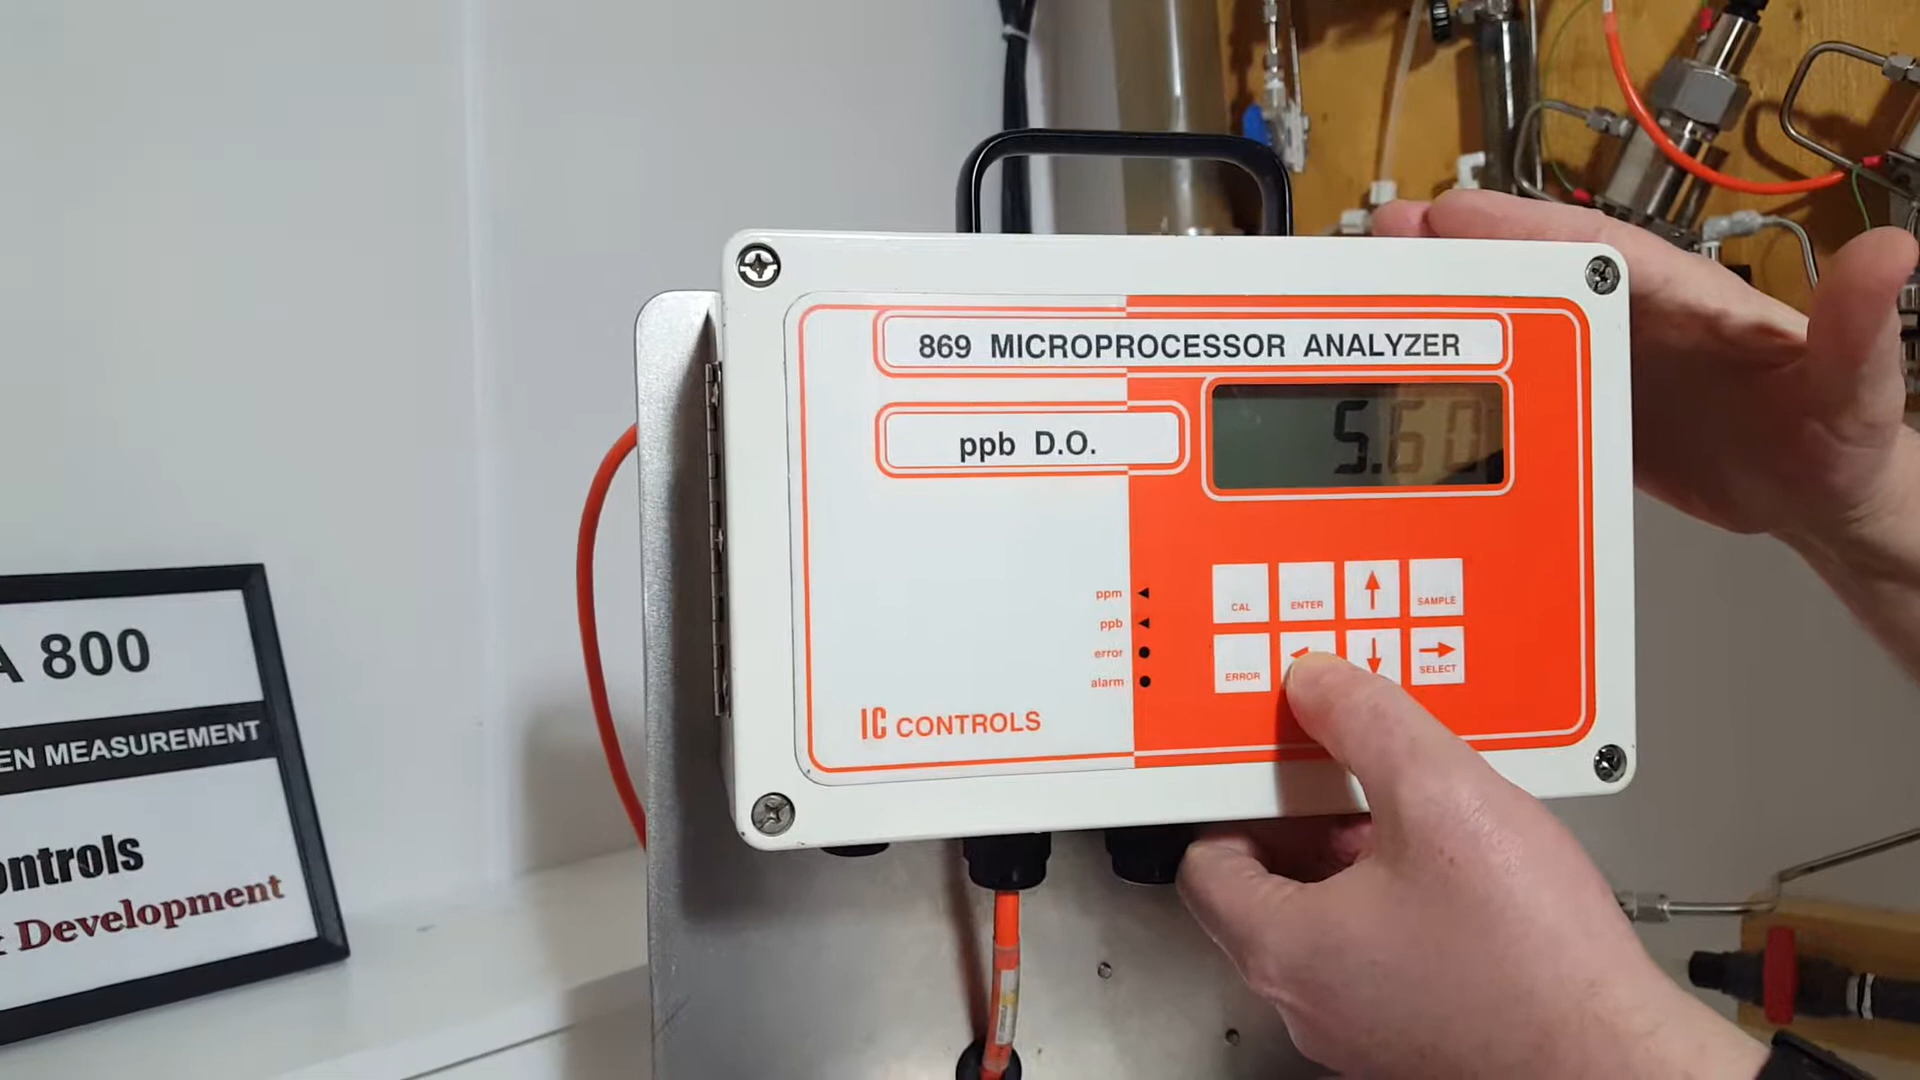 869 MICROPROCESSOR ANALYZER
ppb D.O.
5.60
ppm
ppb
error
alarm
CAL
ENTER
SAMPLE
ERROR
SELECT
IC CONTROLS
A 800
EN MEASUREMENT
ontrols
& Development